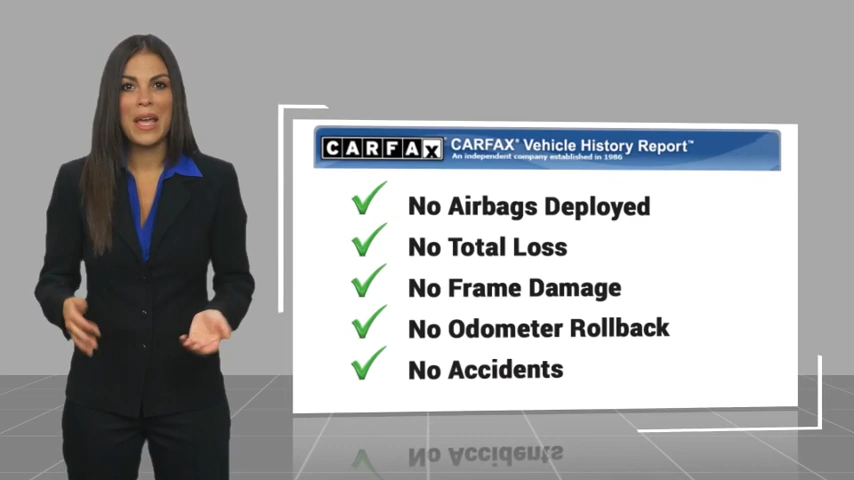 CARFAX CARFAX® Vehicle History Report™
An independent company established in 1986
No Airbags Deployed
No Total Loss
No Frame Damage
No Odometer Rollback
No Accidents
No Accidents